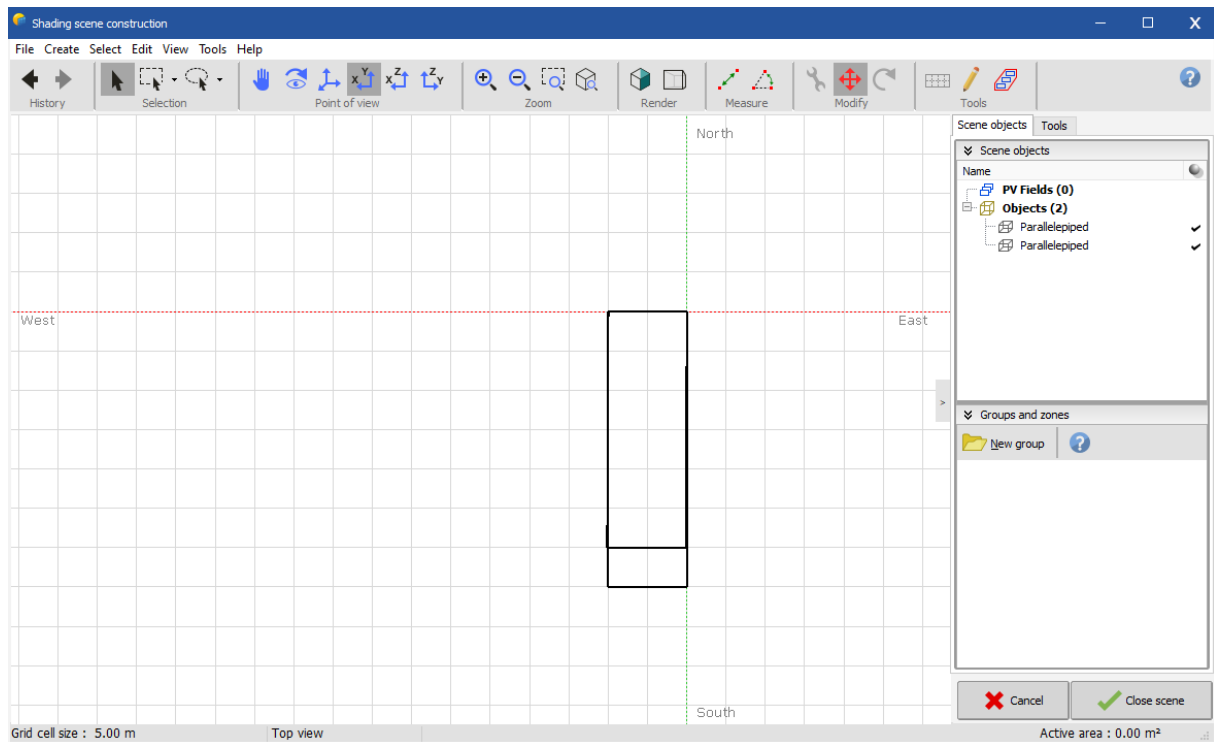 Shading scene construction
File Create Select Edit View Tools Help
History
Selection
Point of view
Zoom
Render
Measure
Modify
Tools
X Y
X Z
Z Y
North
West
East
South
Scene objects Tools
Scene objects
Name
PV Fields (0)
Objects (2)
Parallelepiped
Parallelepiped
>
Groups and zones
New group
Cancel
Close scene
Grid cell size : 5.00 m
Top view
Active area : 0.00 m²